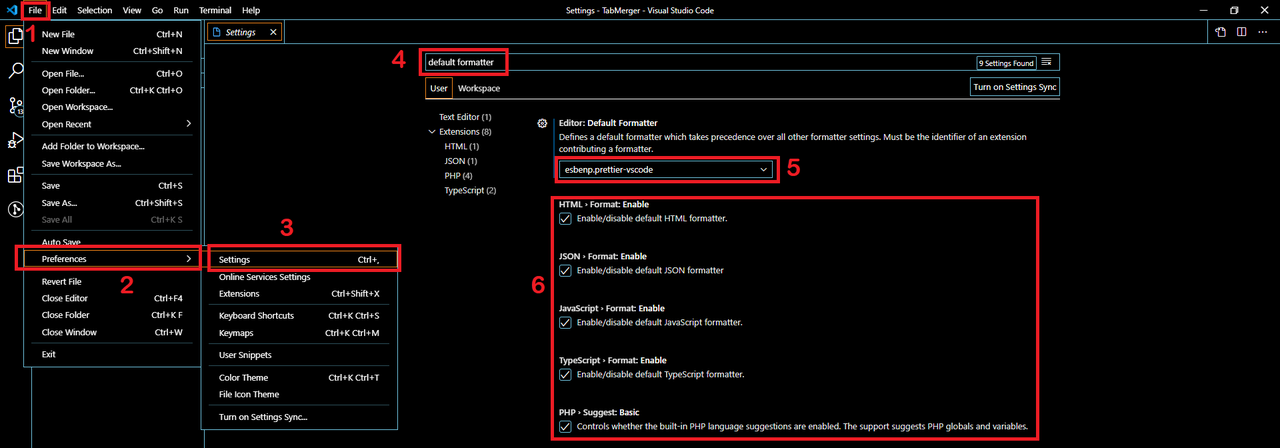 File Edit Selection View Go Run Terminal Help
Settings - TabMerger - Visual Studio Code
1
New File Ctrl+N
New Window Ctrl+Shift+N
Open File... Ctrl+O
Open Folder... Ctrl+K Ctrl+O
Open Workspace...
Open Recent
Add Folder to Workspace...
Save Workspace As...
Save Ctrl+S
Save As... Ctrl+Shift+S
Save All Ctrl+K S
Auto Save
Preferences
2
Revert File
Close Editor Ctrl+F4
Close Folder Ctrl+K F
Close Window Ctrl+W
Exit
13
3
Settings Ctrl+,
Online Services Settings
Extensions Ctrl+Shift+X
Keyboard Shortcuts Ctrl+K Ctrl+S
Keymaps Ctrl+K Ctrl+M
User Snippets
Color Theme Ctrl+K Ctrl+T
File Icon Theme
Turn on Settings Sync...
Settings
4
default formatter
9 Settings Found
User Workspace
Turn on Settings Sync
Text Editor (1)
Extensions (8)
HTML (1)
JSON (1)
PHP (4)
TypeScript (2)
Editor: Default Formatter
Defines a default formatter which takes precedence over all other formatter settings. Must be the identifier of an extension
contributing a formatter.
esbenp.prettier-vscode
5
6
HTML › Format: Enable
Enable/disable default HTML formatter.
JSON › Format: Enable
Enable/disable default JSON formatter
JavaScript › Format: Enable
Enable/disable default JavaScript formatter.
TypeScript › Format: Enable
Enable/disable default TypeScript formatter.
PHP › Suggest: Basic
Controls whether the built-in PHP language suggestions are enabled. The support suggests PHP globals and variables.